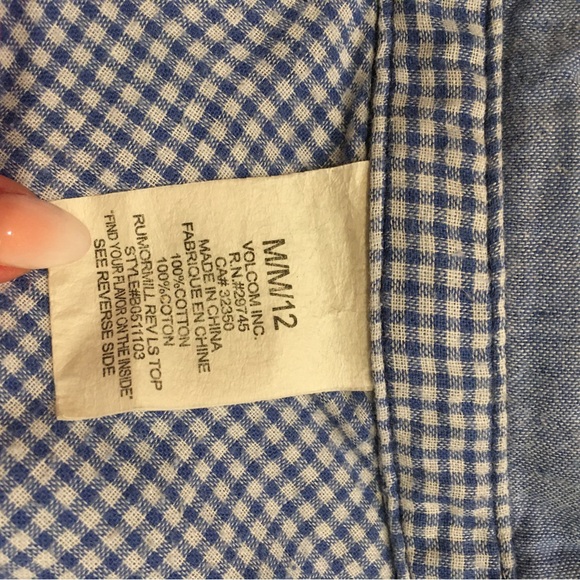 M/M/12
VOLCOM INC.
R.N.#29745
CA# 32350
MADE IN CHINA
FABRIQUE EN CHINE
100%COTTON
100%COTON
RUMORMILL REV LS TOP
STYLE#B0511103
"FIND YOUR FLAVOR ON THE INSIDE"
SEE REVERSE SIDE